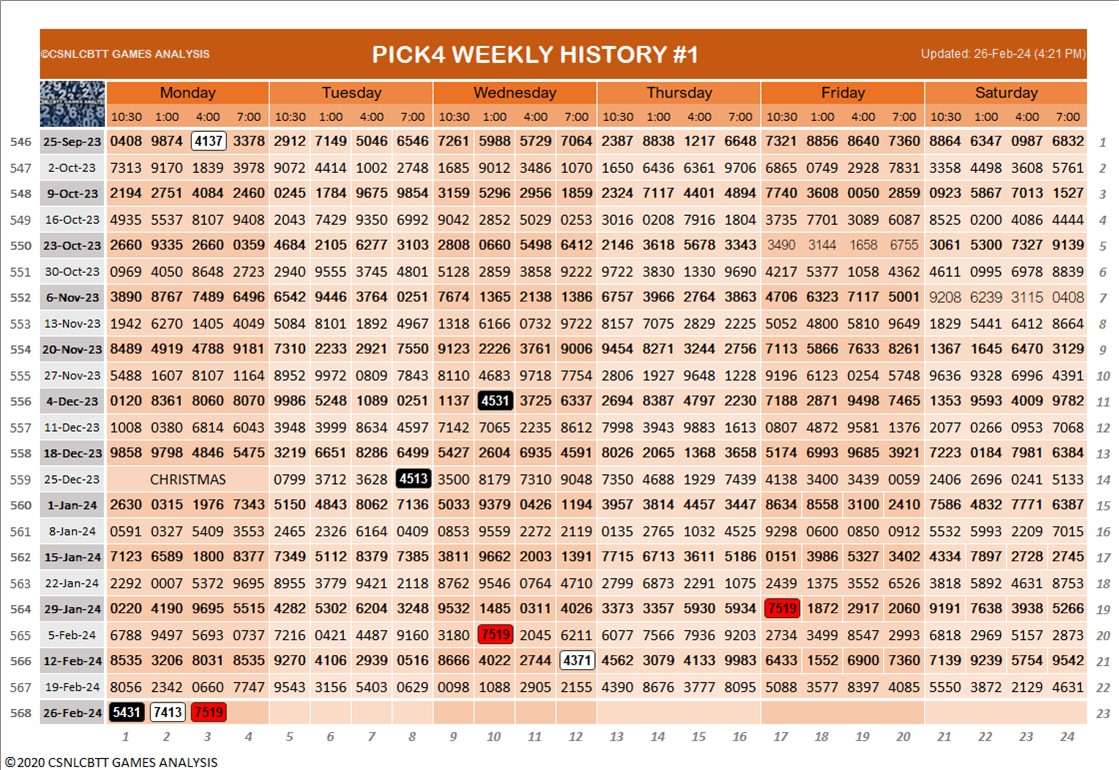 ©CSNLCBTT GAMES ANALYSIS PICK4 WEEKLY HISTORY #1 Updated: 26-Feb-24 (4:21 PM)
Monday Tuesday Wednesday Thursday Friday Saturday
10:30 1:00 4:00 7:00 10:30 1:00 4:00 7:00 10:30 1:00 4:00 7:00 10:30 1:00 4:00 7:00 10:30 1:00 4:00 7:00 10:30 1:00 4:00 7:00
546 25-Sep-23 0408 9874 4137 3378 2912 7149 5046 6546 7261 5988 5729 7064 2387 8838 1217 6648 7321 8856 8640 7360 8864 6347 0987 6832 1
547 2-Oct-23 7313 9170 1839 3978 9072 4414 1002 2748 1685 9012 3486 1070 1650 6436 6361 9706 6865 0749 2928 7831 3358 4498 3608 5761 2
548 9-Oct-23 2194 2751 4084 2460 0245 1784 9675 9854 3159 5296 2956 1859 2324 7117 4401 4894 7740 3608 0050 2859 0923 5867 7013 1527 3
549 16-Oct-23 4935 5537 8107 9408 2043 7429 9350 6992 9042 2852 5029 0253 3016 0208 7916 1804 3735 7701 3089 6087 8525 0200 4086 4444 4
550 23-Oct-23 2660 9335 2660 0359 4684 2105 6277 3103 2808 0660 5498 6412 2146 3618 5678 3343 3490 3144 1658 6755 3061 5300 7327 9139 5
551 30-Oct-23 0969 4050 8648 2723 2940 9555 3745 4801 5128 2859 3858 9222 9722 3830 1330 9690 4217 5377 1058 4362 4611 0995 6978 8839 6
552 6-Nov-23 3890 8767 7489 6496 6542 9446 3764 0251 7674 1365 2138 1386 6757 3966 2764 3863 4706 6323 7117 5001 9208 6239 3115 0408 7
553 13-Nov-23 1942 6270 1405 4049 5084 8101 1892 4967 1318 6166 0732 9722 8157 7075 2829 2225 5052 4800 5810 9649 1829 5441 6412 8664 8
554 20-Nov-23 8489 4919 4788 9181 7310 2233 2921 7550 9123 2226 3761 9006 9454 8271 3244 2756 7113 5866 7633 8261 1367 1645 6470 3129 9
555 27-Nov-23 5488 1607 8107 1164 8952 9972 0809 7843 8110 4683 9718 7754 2806 1927 9648 1228 9196 6123 0254 5748 9636 9328 6996 4391 10
556 4-Dec-23 0120 8361 8060 8070 9986 5248 1089 0251 1137 4531 3725 6337 2694 8387 4797 2230 7188 2871 9498 7465 1353 9593 4009 9782 11
557 11-Dec-23 1008 0380 6814 6043 3948 3999 8634 4597 7142 7065 2235 8612 7998 3943 9883 1613 0807 4872 9581 1376 2077 0266 0953 7068 12
558 18-Dec-23 9858 9798 4846 5475 3219 6651 8286 6499 5427 2604 6935 4591 8026 2065 1368 3658 5174 6993 9685 3921 7223 0184 7981 6384 13
559 25-Dec-23 CHRISTMAS 0799 3712 3628 4513 3500 8179 7310 9048 7350 4688 1929 7439 4138 3400 3439 0059 2406 2696 0241 5133 14
560 1-Jan-24 2630 0315 1976 7343 5150 4843 8062 7136 5033 9379 0426 1194 3957 3814 4457 3447 8634 8558 3100 2410 7586 4832 7771 6387 15
561 8-Jan-24 0591 0327 5409 3553 2465 2326 6164 0409 0853 9559 2272 2119 0135 2765 1032 4525 9298 0600 0850 0912 5532 5993 2209 7015 16
562 15-Jan-24 7123 6589 1800 8377 7349 5112 8379 7385 3811 9662 2003 1391 7715 6713 3611 5186 0151 3986 5327 3402 4334 7897 2728 2745 17
563 22-Jan-24 2292 0007 5372 9695 8955 3779 9421 2118 8762 9546 0764 4710 2799 6873 2291 1075 2439 1375 3552 6526 3818 5892 4631 8753 18
564 29-Jan-24 0220 4190 9695 5515 4282 5302 6204 3248 9532 1485 0311 4026 3373 3357 5930 5934 7519 1872 2917 2060 9191 7638 3938 5266 19
565 5-Feb-24 6788 9497 5693 0737 7216 0421 4487 9160 3180 7519 2045 6211 6077 7566 7936 9203 2734 3499 8547 2993 6818 2969 5157 2873 20
566 12-Feb-24 8535 3206 8031 8535 9270 4106 2939 0516 8666 4022 2744 4371 4562 3079 4133 9983 6433 1552 6900 7360 7139 9239 5754 9542 21
567 19-Feb-24 8056 2342 0660 7747 9543 3156 5403 0629 0098 1088 2905 2155 4390 8676 3777 8095 5088 3577 8397 4085 5550 3872 2129 4631 22
568 26-Feb-24 5431 7413 7519 23
1 2 3 4 5 6 7 8 9 10 11 12 13 14 15 16 17 18 19 20 21 22 23 24
©2020 CSNLCBTT GAMES ANALYSIS